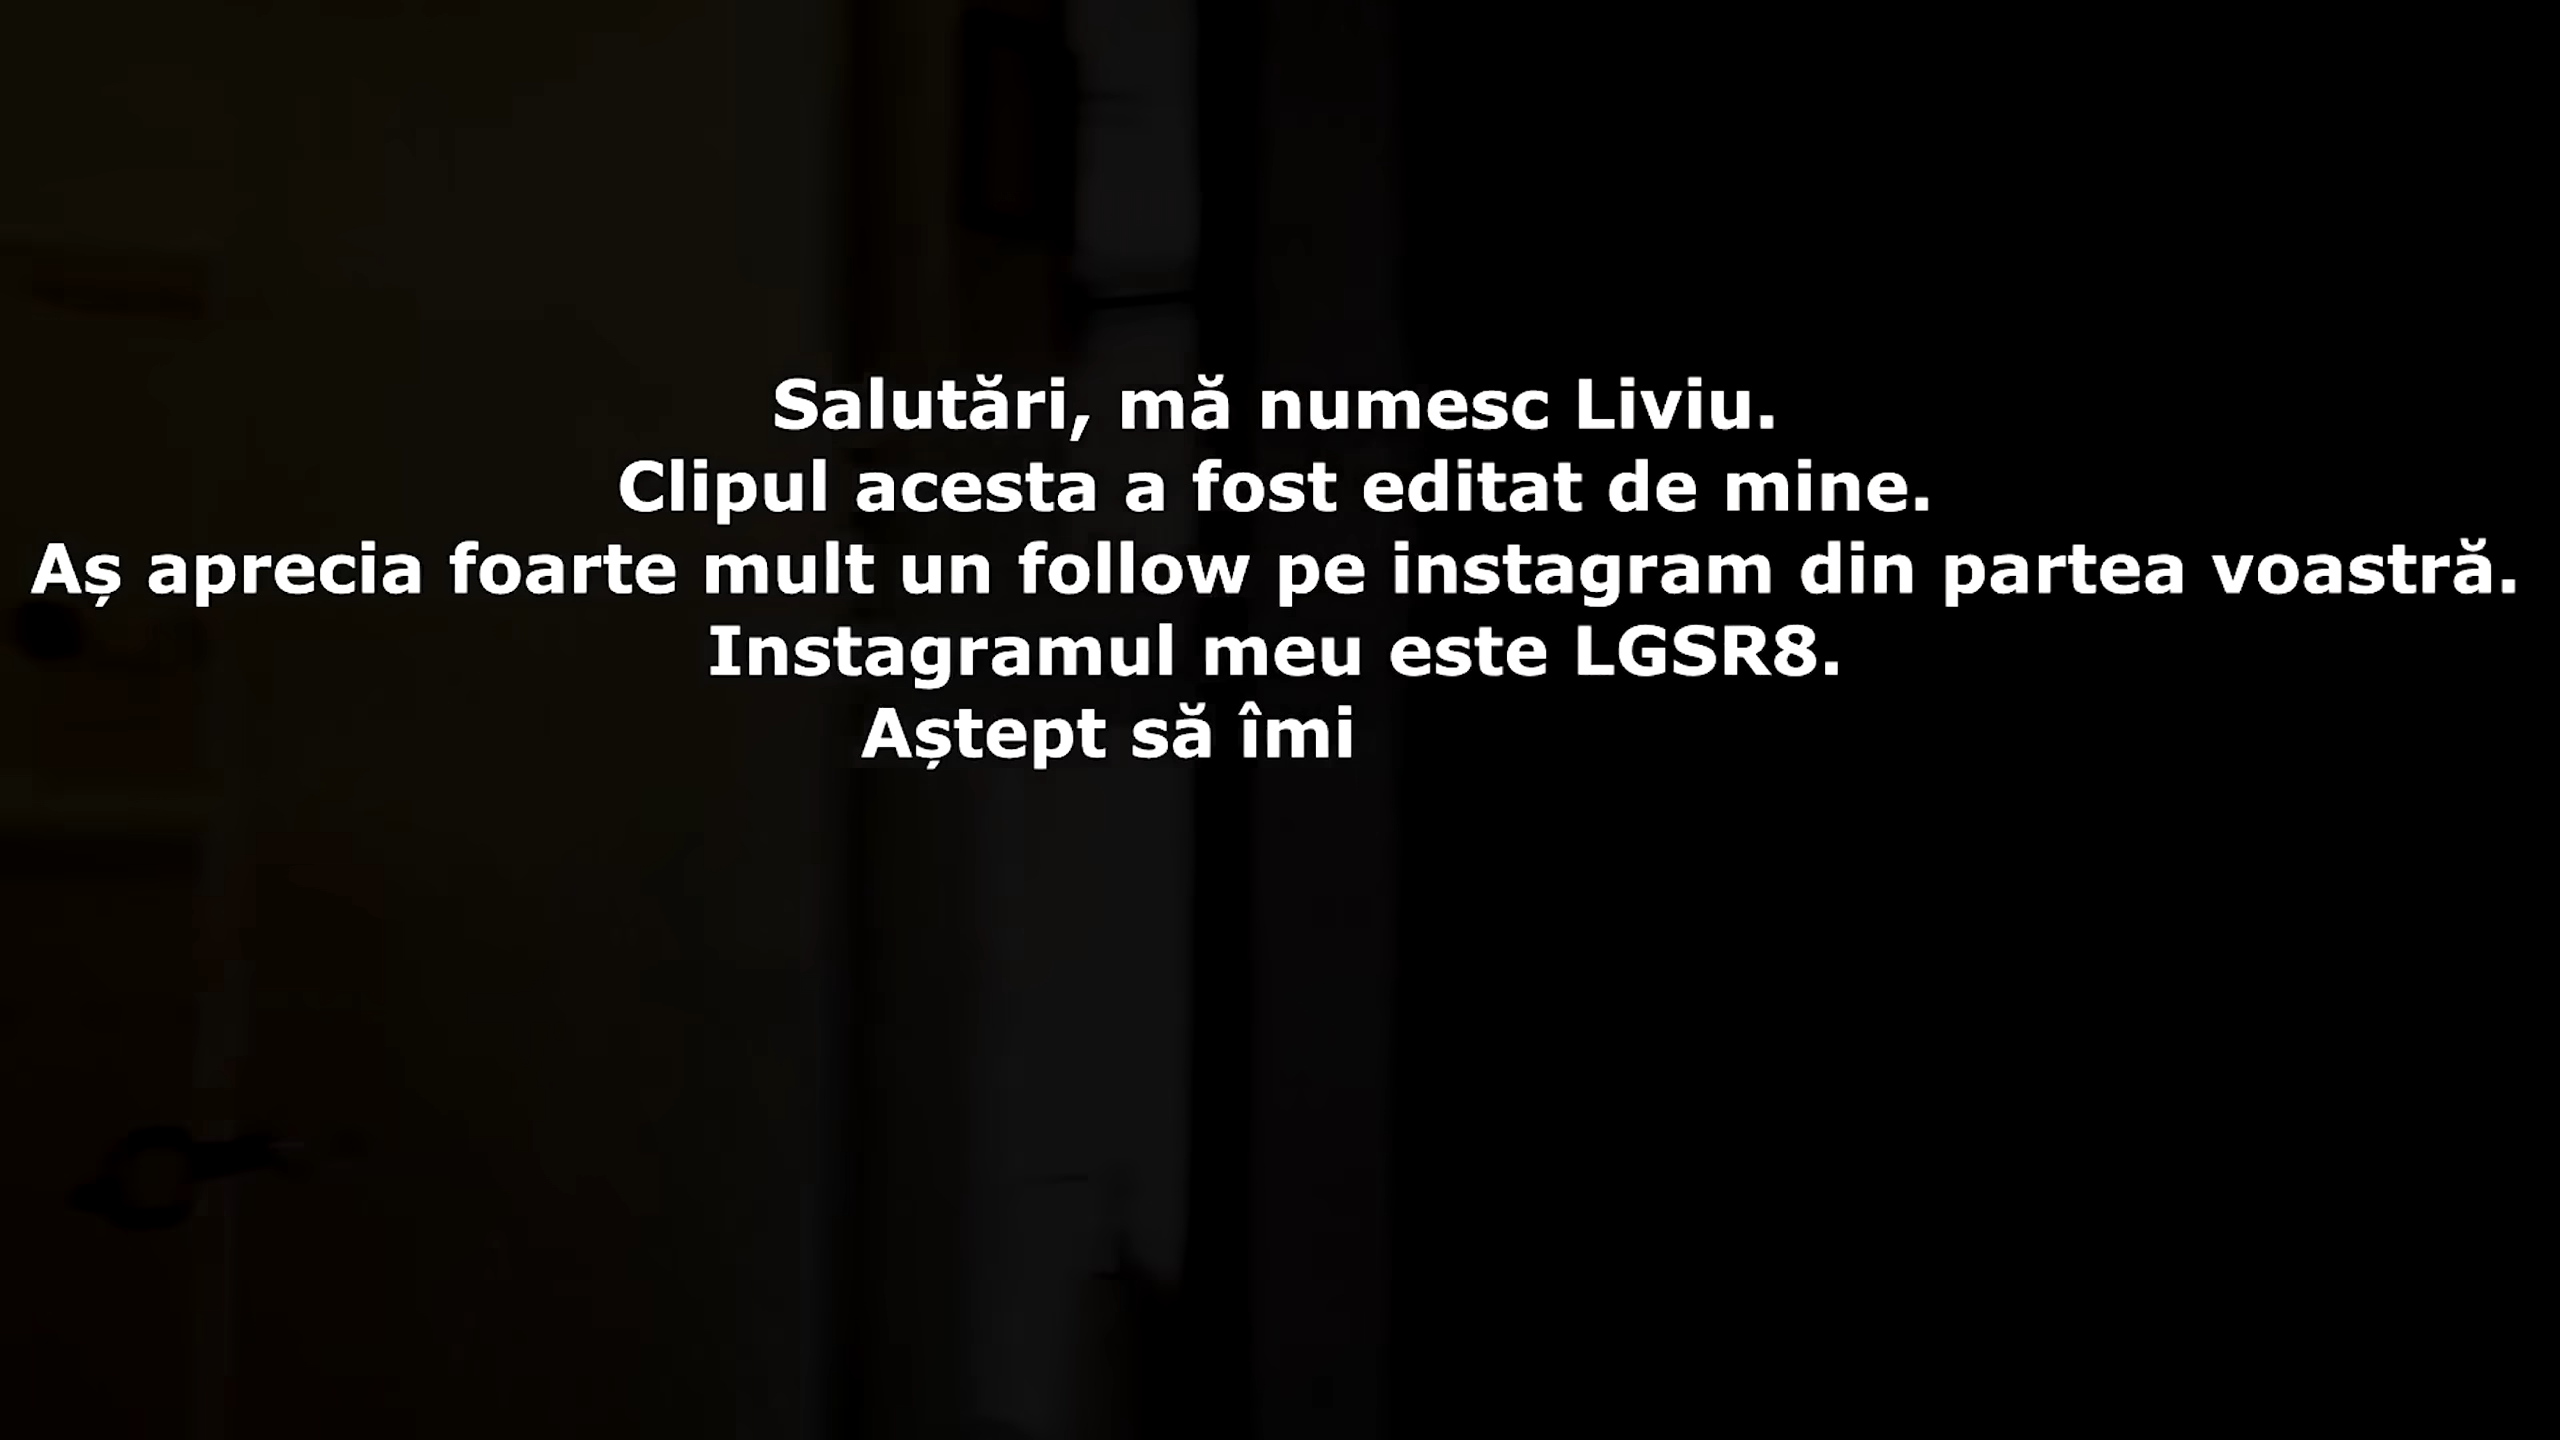 Salutări, mă numesc Liviu.
Clipul acesta a fost editat de mine.
Aș aprecia foarte mult un follow pe instagram din partea voastră.
Instagramul meu este LGSR8.
Aștept să îmi